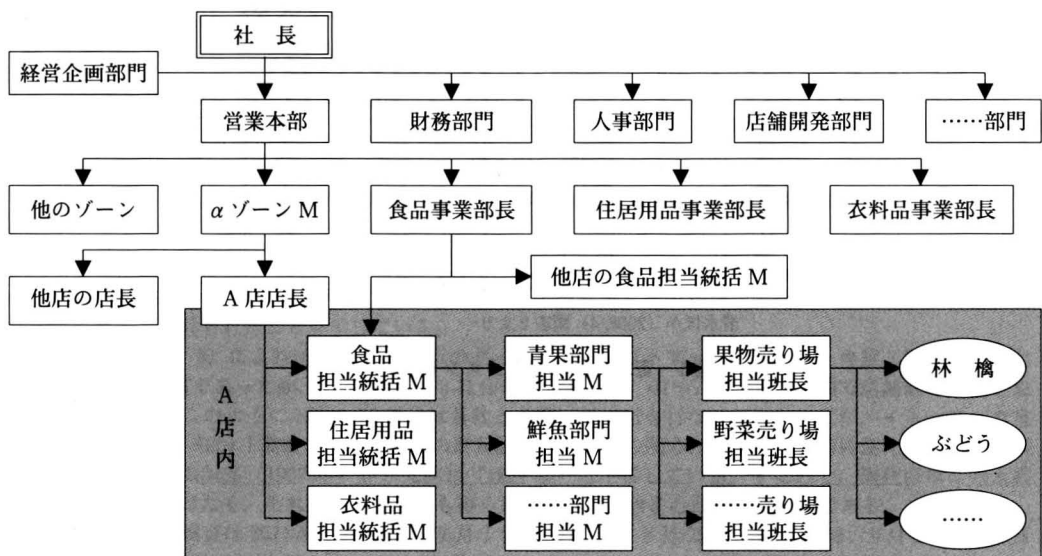 社 長
経営企画部門
営業本部
財務部門
人事部門
店舗開発部門
……部門
他のゾーン
αゾーンM
食品事業部長
住居用品事業部長
衣料品事業部長
他店の店長
A店店長
他店の食品担当統括M
A店内
食品
担当統括M
青果部門
担当M
果物売り場
担当班長
林 檎
住居用品
担当統括M
鮮魚部門
担当M
野菜売り場
担当班長
ぶどう
衣料品
担当統括M
……部門
担当M
……売り場
担当班長
……